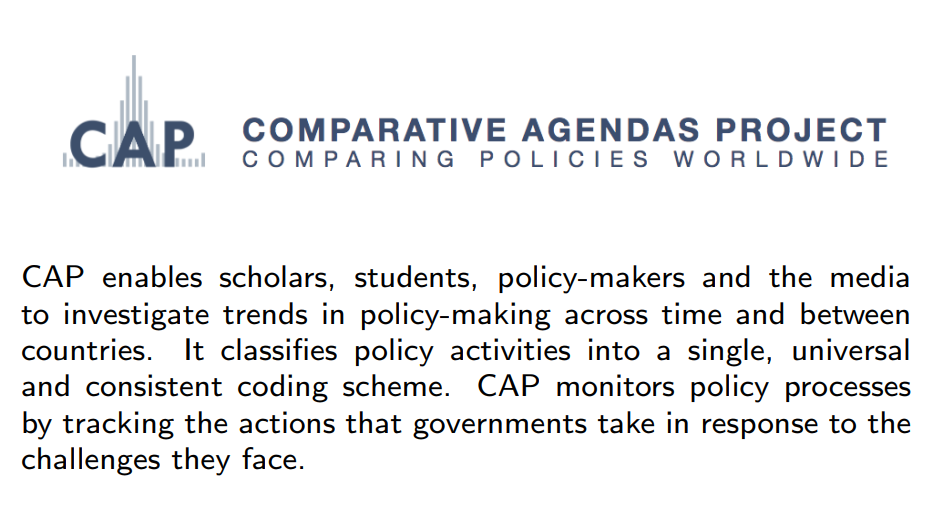 CAP
COMPARATIVE AGENDAS PROJECT
COMPARING POLICIES WORLDWIDE
CAP enables scholars, students, policy-makers and the media
to investigate trends in policy-making across time and between
countries. It classifies policy activities into a single, universal
and consistent coding scheme. CAP monitors policy processes
by tracking the actions that governments take in response to the
challenges they face.